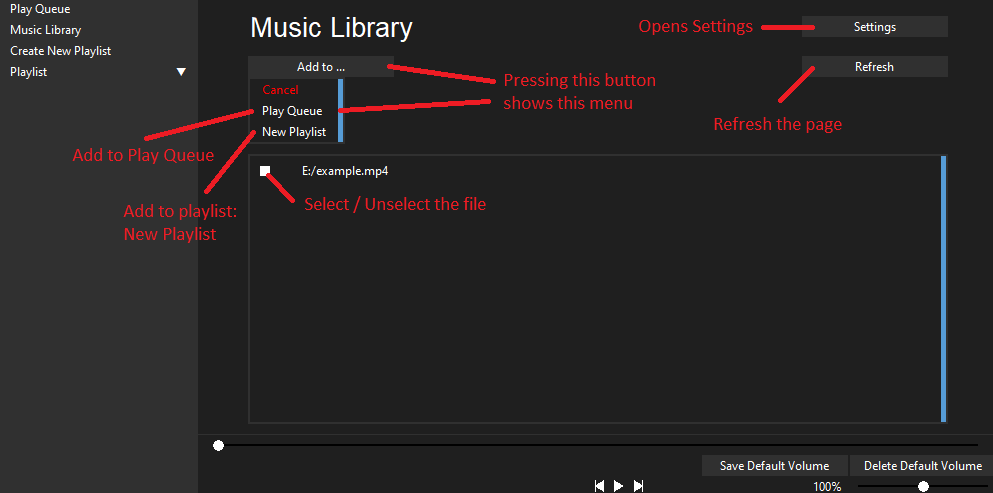 Play Queue
Music Library
Create New Playlist
Playlist
Music Library
Opens Settings
Settings
Add to ...
Refresh
Cancel
Play Queue
New Playlist
Pressing this button
shows this menu
Refresh the page
Add to Play Queue
Add to playlist:
New Playlist
E:/example.mp4
Select / Unselect the file
Save Default Volume
Delete Default Volume
100%